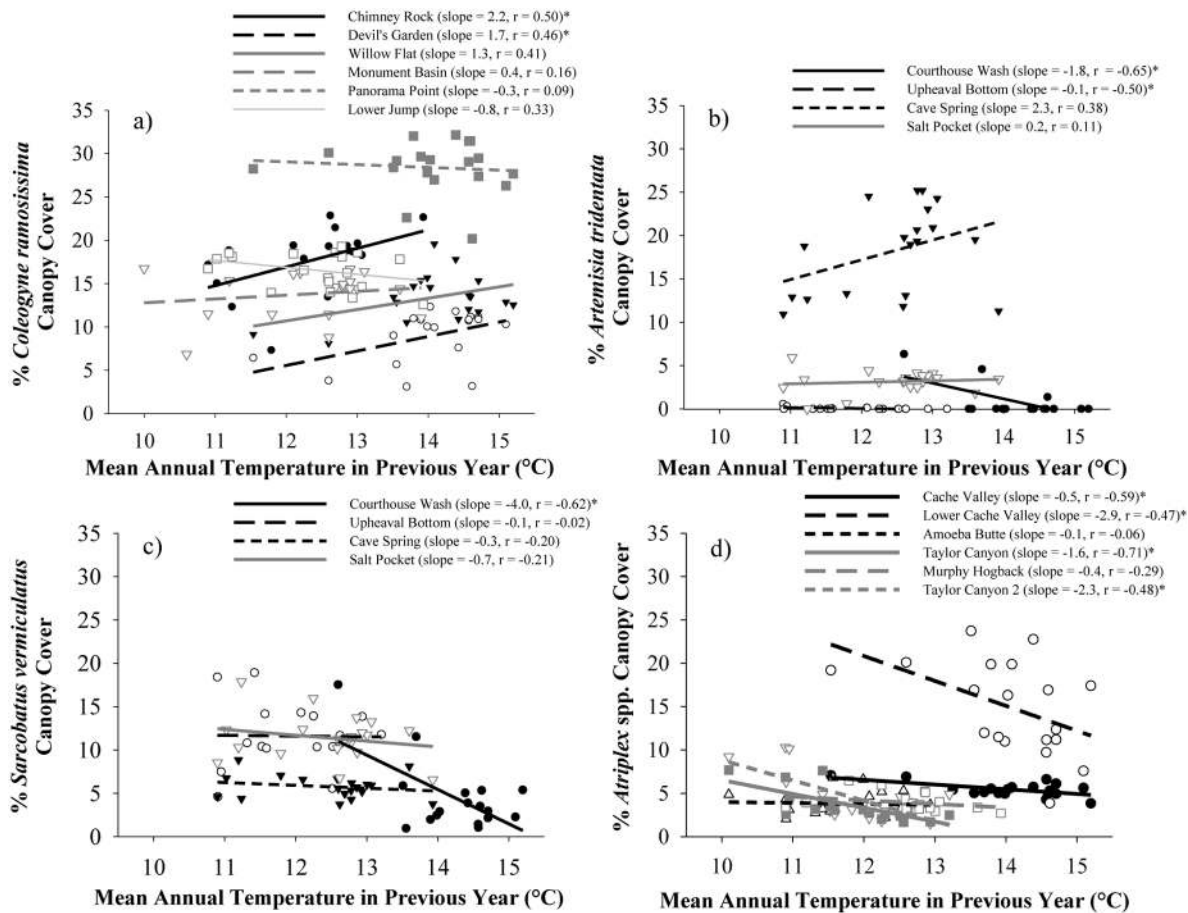 Chimney Rock (slope = 2.2, r = 0.50)*
Devil's Garden (slope = 1.7, r = 0.46)*
Willow Flat (slope = 1.3, r = 0.41)
Monument Basin (slope = 0.4, r = 0.16)
Panorama Point (slope = -0.3, r = 0.09)
Lower Jump (slope = -0.8, r = 0.33)
a)
35
30
25
20
15
10
5
0
% Coleogyne ramosissima
Canopy Cover
10 11 12 13 14 15
Mean Annual Temperature in Previous Year (°C)
Courthouse Wash (slope = -1.8, r = -0.65)*
Upheaval Bottom (slope = -0.1, r = -0.50)*
Cave Spring (slope = 2.3, r = 0.38)
Salt Pocket (slope = 0.2, r = 0.11)
b)
35
30
25
20
15
10
5
0
% Artemisia tridentata
Canopy Cover
10 11 12 13 14 15
Mean Annual Temperature in Previous Year (°C)
Courthouse Wash (slope = -4.0, r = -0.62)*
Upheaval Bottom (slope = -0.1, r = -0.02)
Cave Spring (slope = -0.3, r = -0.20)
Salt Pocket (slope = -0.7, r = -0.21)
c)
35
30
25
20
15
10
5
0
% Sarcobatus vermiculatus
Canopy Cover
10 11 12 13 14 15
Mean Annual Temperature in Previous Year (°C)
Cache Valley (slope = -0.5, r = -0.59)*
Lower Cache Valley (slope = -2.9, r = -0.47)*
Amoeba Butte (slope = -0.1, r = -0.06)
Taylor Canyon (slope = -1.6, r = -0.71)*
Murphy Hogback (slope = -0.4, r = -0.29)
Taylor Canyon 2 (slope = -2.3, r = -0.48)*
d)
35
30
25
20
15
10
5
0
% Atriplex spp. Canopy Cover
10 11 12 13 14 15
Mean Annual Temperature in Previous Year (°C)